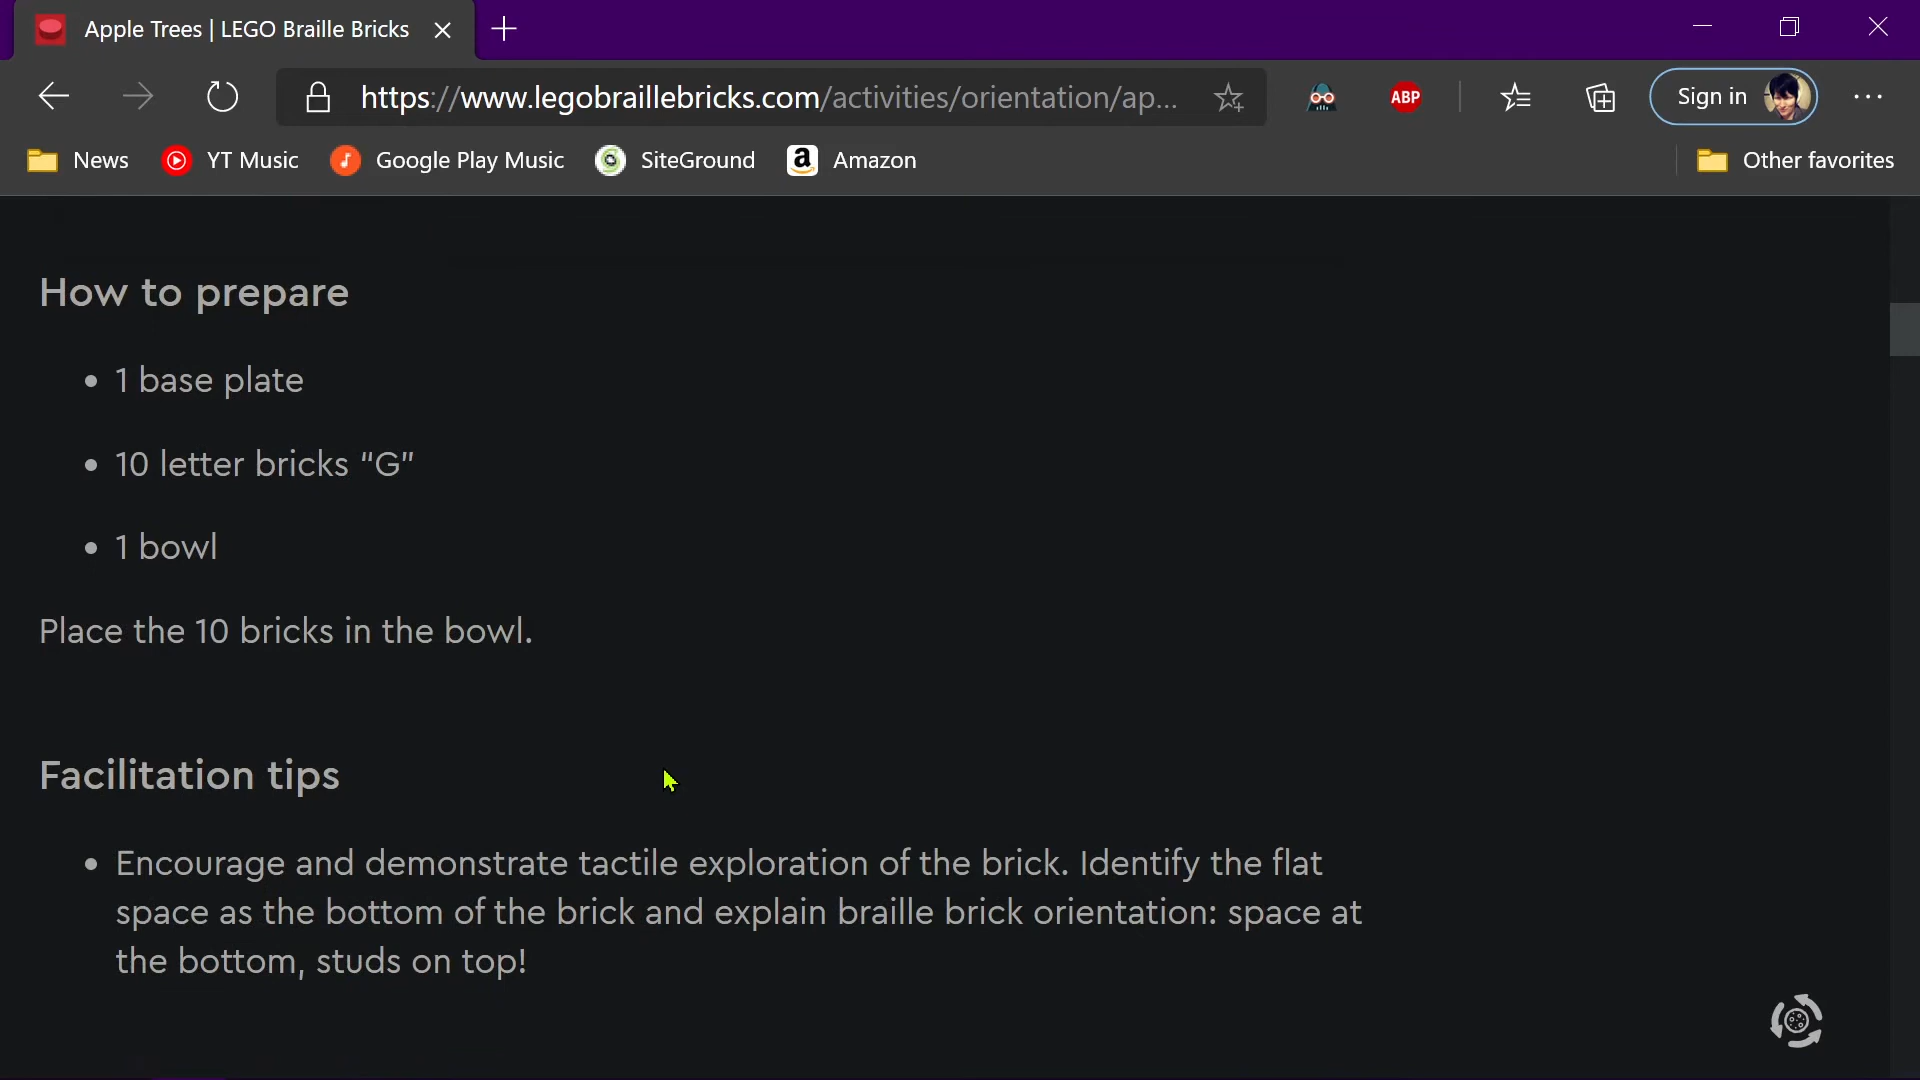 Apple Trees | LEGO Braille Bricks
https://www.legobraillebricks.com/activities/orientation/ap...
ABP
Sign in
News
YT Music
Google Play Music
SiteGround
a
Amazon
Other favorites
How to prepare
• 1 base plate
• 10 letter bricks “G”
• 1 bowl
Place the 10 bricks in the bowl.
Facilitation tips
• Encourage and demonstrate tactile exploration of the brick. Identify the flat
space as the bottom of the brick and explain braille brick orientation: space at
the bottom, studs on top!